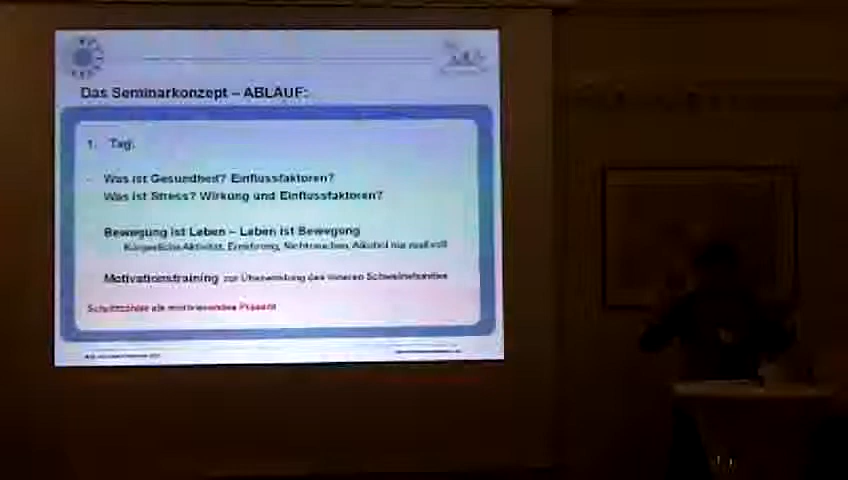 Das Seminarkonzept – ABLAUF:
1. Tag:
- Was ist Gesundheit? Einflussfaktoren?
Was ist Stress? Wirkung und Einflussfaktoren?
Bewegung ist Leben – Leben ist Bewegung
Körperliche Aktivität, Ernährung, Nichtrauchen, Alkohol nur maßvoll
Motivationstraining zur Überwindung des inneren Schweinehundes
Schrittzähler als motivierendes Präsent